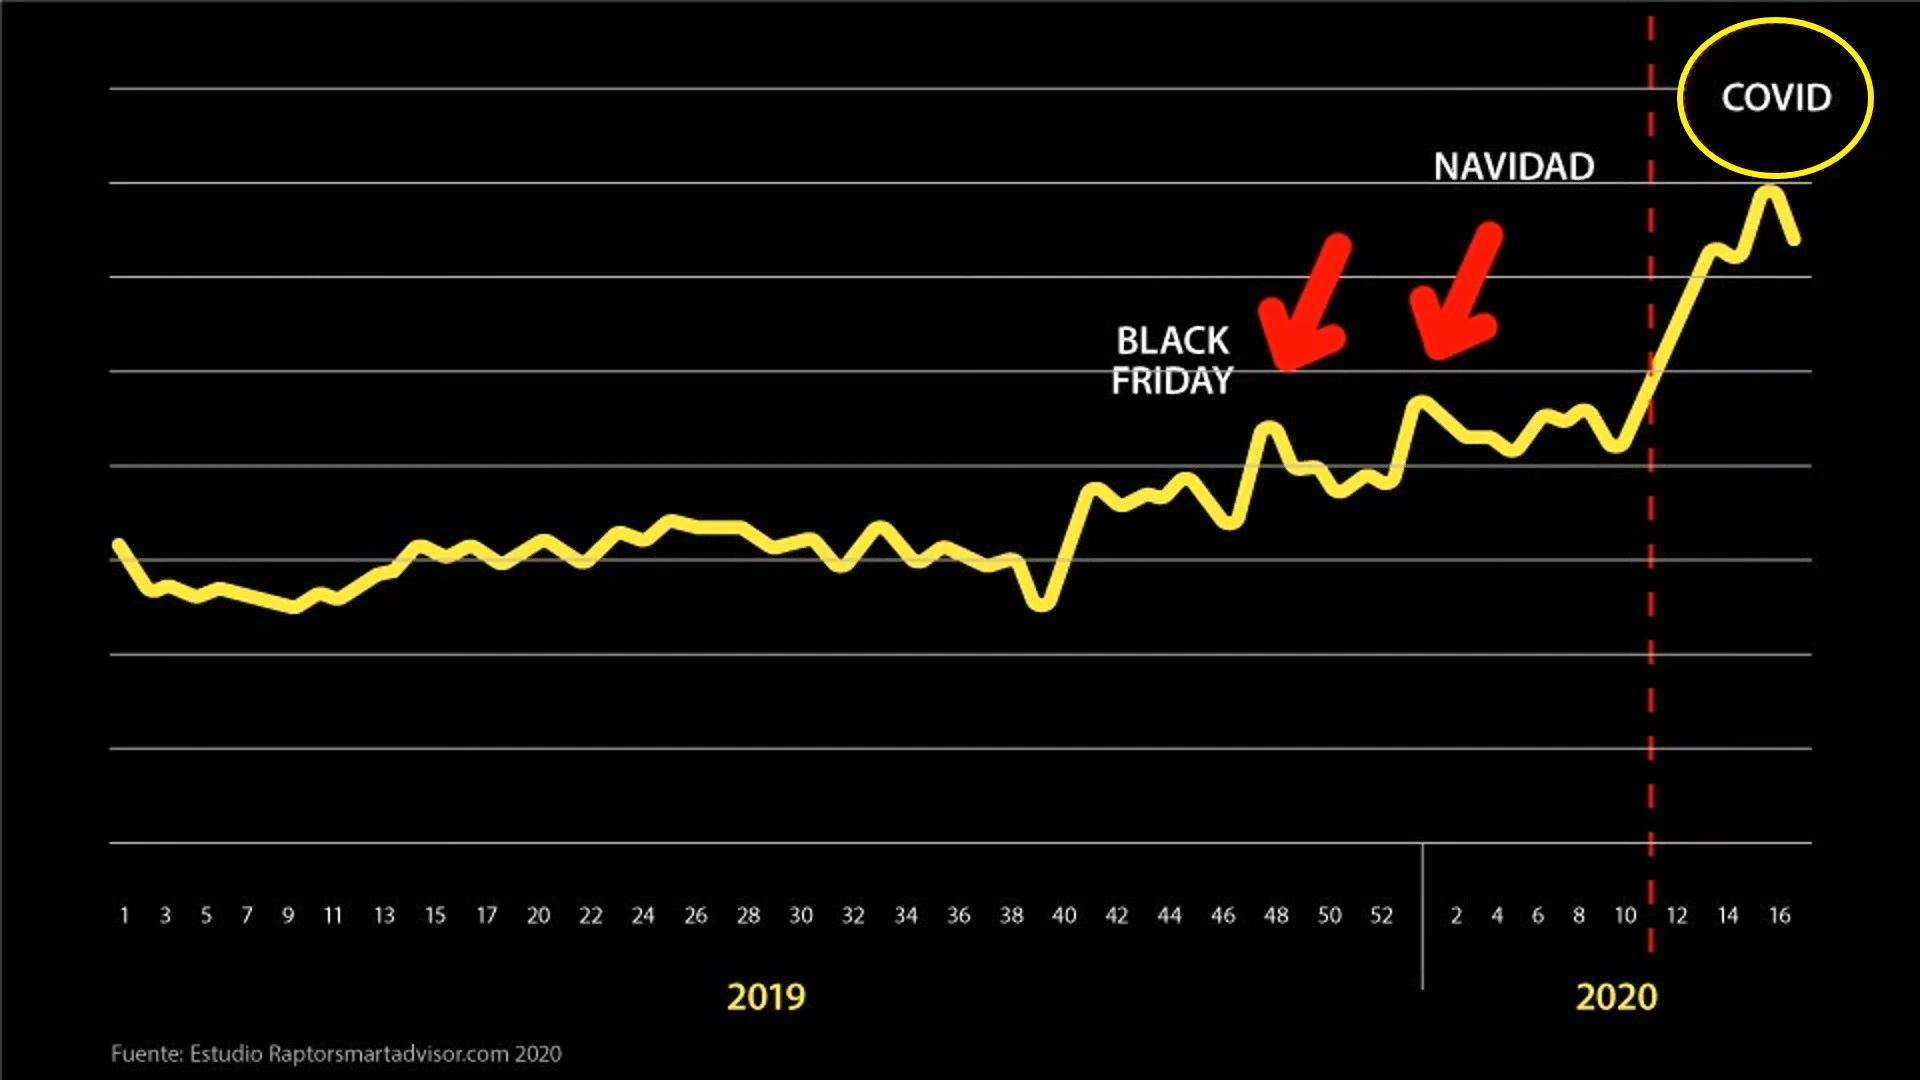 COVID
NAVIDAD
BLACK
FRIDAY
1 3 5 7 9 11 13 15 17 20 22 24 26 28 30 32 34 36 38 40 42 44 46 48 50 52 2 4 6 8 10 12 14 16
2019 2020
Fuente: Estudio Raptorsmartadvisor.com 2020